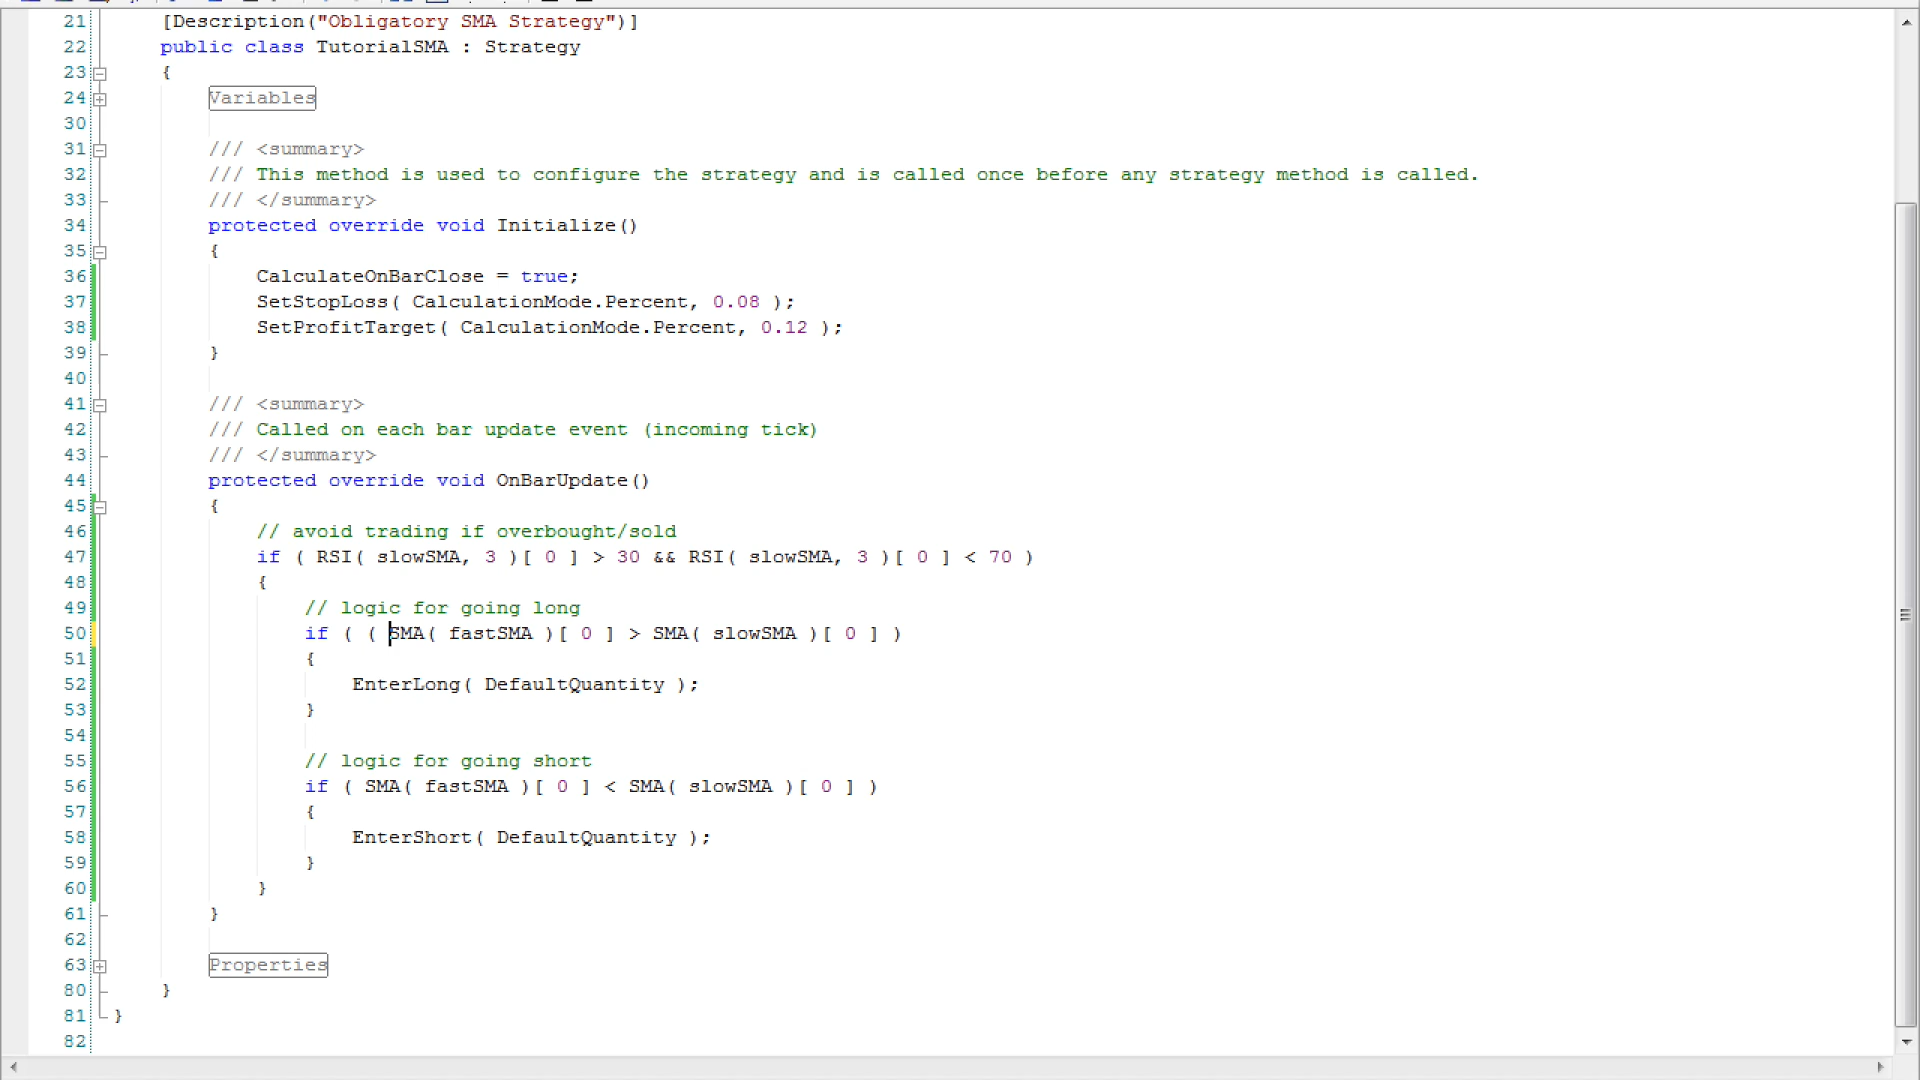 21 [Description("Obligatory SMA Strategy")]
22 public class TutorialSMA : Strategy
23 {
24 Variables
30
31 /// <summary>
32 /// This method is used to configure the strategy and is called once before any strategy method is called.
33 /// </summary>
34 protected override void Initialize()
35 {
36 CalculateOnBarClose = true;
37 SetStopLoss( CalculationMode.Percent, 0.08 );
38 SetProfitTarget( CalculationMode.Percent, 0.12 );
39 }
40
41 /// <summary>
42 /// Called on each bar update event (incoming tick)
43 /// </summary>
44 protected override void OnBarUpdate()
45 {
46 // avoid trading if overbought/sold
47 if ( RSI( slowSMA, 3 )[ 0 ] > 30 && RSI( slowSMA, 3 )[ 0 ] < 70 )
48 {
49 // logic for going long
50 if ( ( SMA( fastSMA )[ 0 ] > SMA( slowSMA )[ 0 ] )
51 {
52 EnterLong( DefaultQuantity );
53 }
54
55 // logic for going short
56 if ( SMA( fastSMA )[ 0 ] < SMA( slowSMA )[ 0 ] )
57 {
58 EnterShort( DefaultQuantity );
59 }
60 }
61 }
62
63 Properties
80 }
81 }
82